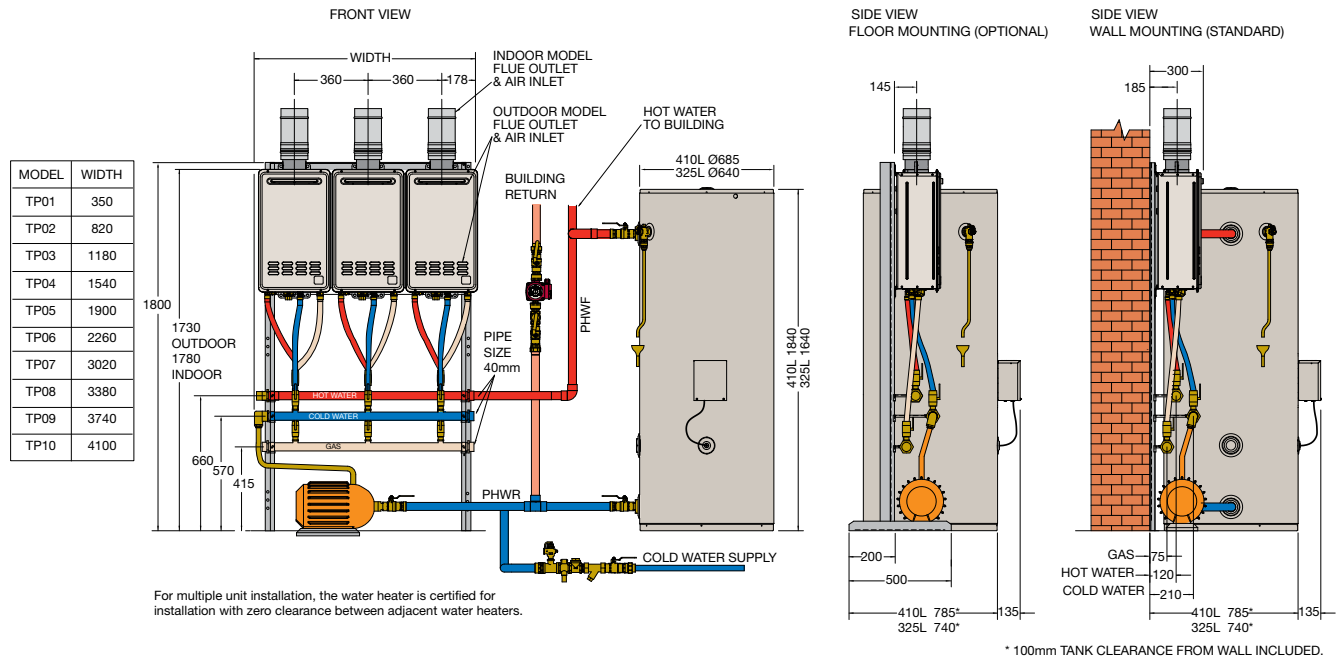 FRONT VIEW
WIDTH
360
360
178
INDOOR MODEL
FLUE OUTLET
& AIR INLET
OUTDOOR MODEL
FLUE OUTLET
& AIR INLET
HOT WATER
TO BUILDING
BUILDING
RETURN
MODEL WIDTH
TP01 350
TP02 820
TP03 1180
TP04 1540
TP05 1900
TP06 2260
TP07 3020
TP08 3380
TP09 3740
TP10 4100
1800
1730
OUTDOOR
1780
INDOOR
660
570
415
HOT WATER
COLD WATER
GAS
PIPE
SIZE
40mm
PHWF
PHWR
COLD WATER SUPPLY
410L Ø685
325L Ø640
410L 1840
325L 1640
For multiple unit installation, the water heater is certified for
installation with zero clearance between adjacent water heaters.
SIDE VIEW
FLOOR MOUNTING (OPTIONAL)
145
200
500
410L 785*
325L 740*
135
SIDE VIEW
WALL MOUNTING (STANDARD)
300
185
GAS 75
HOT WATER 120
COLD WATER 210
410L 785*
325L 740*
135
* 100mm TANK CLEARANCE FROM WALL INCLUDED.